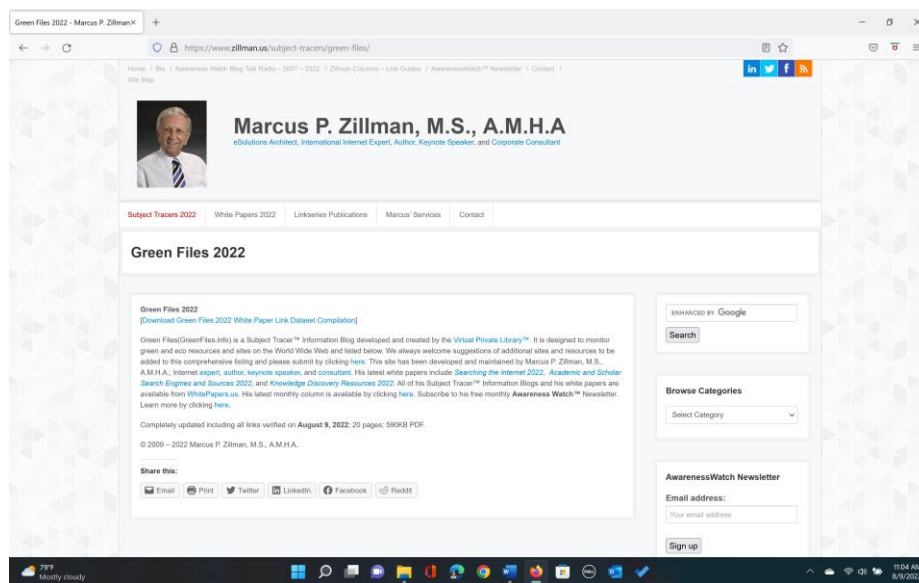 Green Files 2022 - Marcus P. Zillman
https://www.zillman.us/subject-tracers/green-files/
Home / Bio / Awareness Watch Blog Talk Radio – 2007 – 2022 / Zillman Columns – Link Guides / AwarenessWatch™ Newsletter / Contact /
Site Map
in
f
Marcus P. Zillman, M.S., A.M.H.A
eSolutions Architect, International Internet Expert, Author, Keynote Speaker, and Corporate Consultant
Subject Tracers 2022 White Papers 2022 Linkseries Publications Marcus' Services Contact
Green Files 2022
Green Files 2022
[Download Green Files 2022 White Paper Link Dataset Compilation]
Green Files(GreenFiles.info) is a Subject Tracer™ Information Blog developed and created by the Virtual Private Library™. It is designed to monitor
green and eco resources and sites on the World Wide Web and listed below. We always welcome suggestions of additional sites and resources to be
added to this comprehensive listing and please submit by clicking here. This site has been developed and maintained by Marcus P. Zillman, M.S.,
A.M.H.A.; Internet expert, author, keynote speaker, and consultant. His latest white papers include Searching the Internet 2022, Academic and Scholar
Search Engines and Sources 2022, and Knowledge Discovery Resources 2022. All of his Subject Tracer™ Information Blogs and his white papers are
available from WhitePapers.us. His latest monthly column is available by clicking here. Subscribe to his free monthly Awareness Watch™ Newsletter.
Learn more by clicking here.
Completely updated including all links verified on August 9, 2022; 20 pages; 590KB PDF.
© 2009 – 2022 Marcus P. Zillman, M.S., A.M.H.A.
Share this:
Email Print Twitter LinkedIn Facebook Reddit
ENHANCED BY Google
Search
Browse Categories
Select Category
AwarenessWatch Newsletter
Email address:
Your email address
Sign up
79°F
Mostly cloudy
DELL
11:04 AM
8/9/202